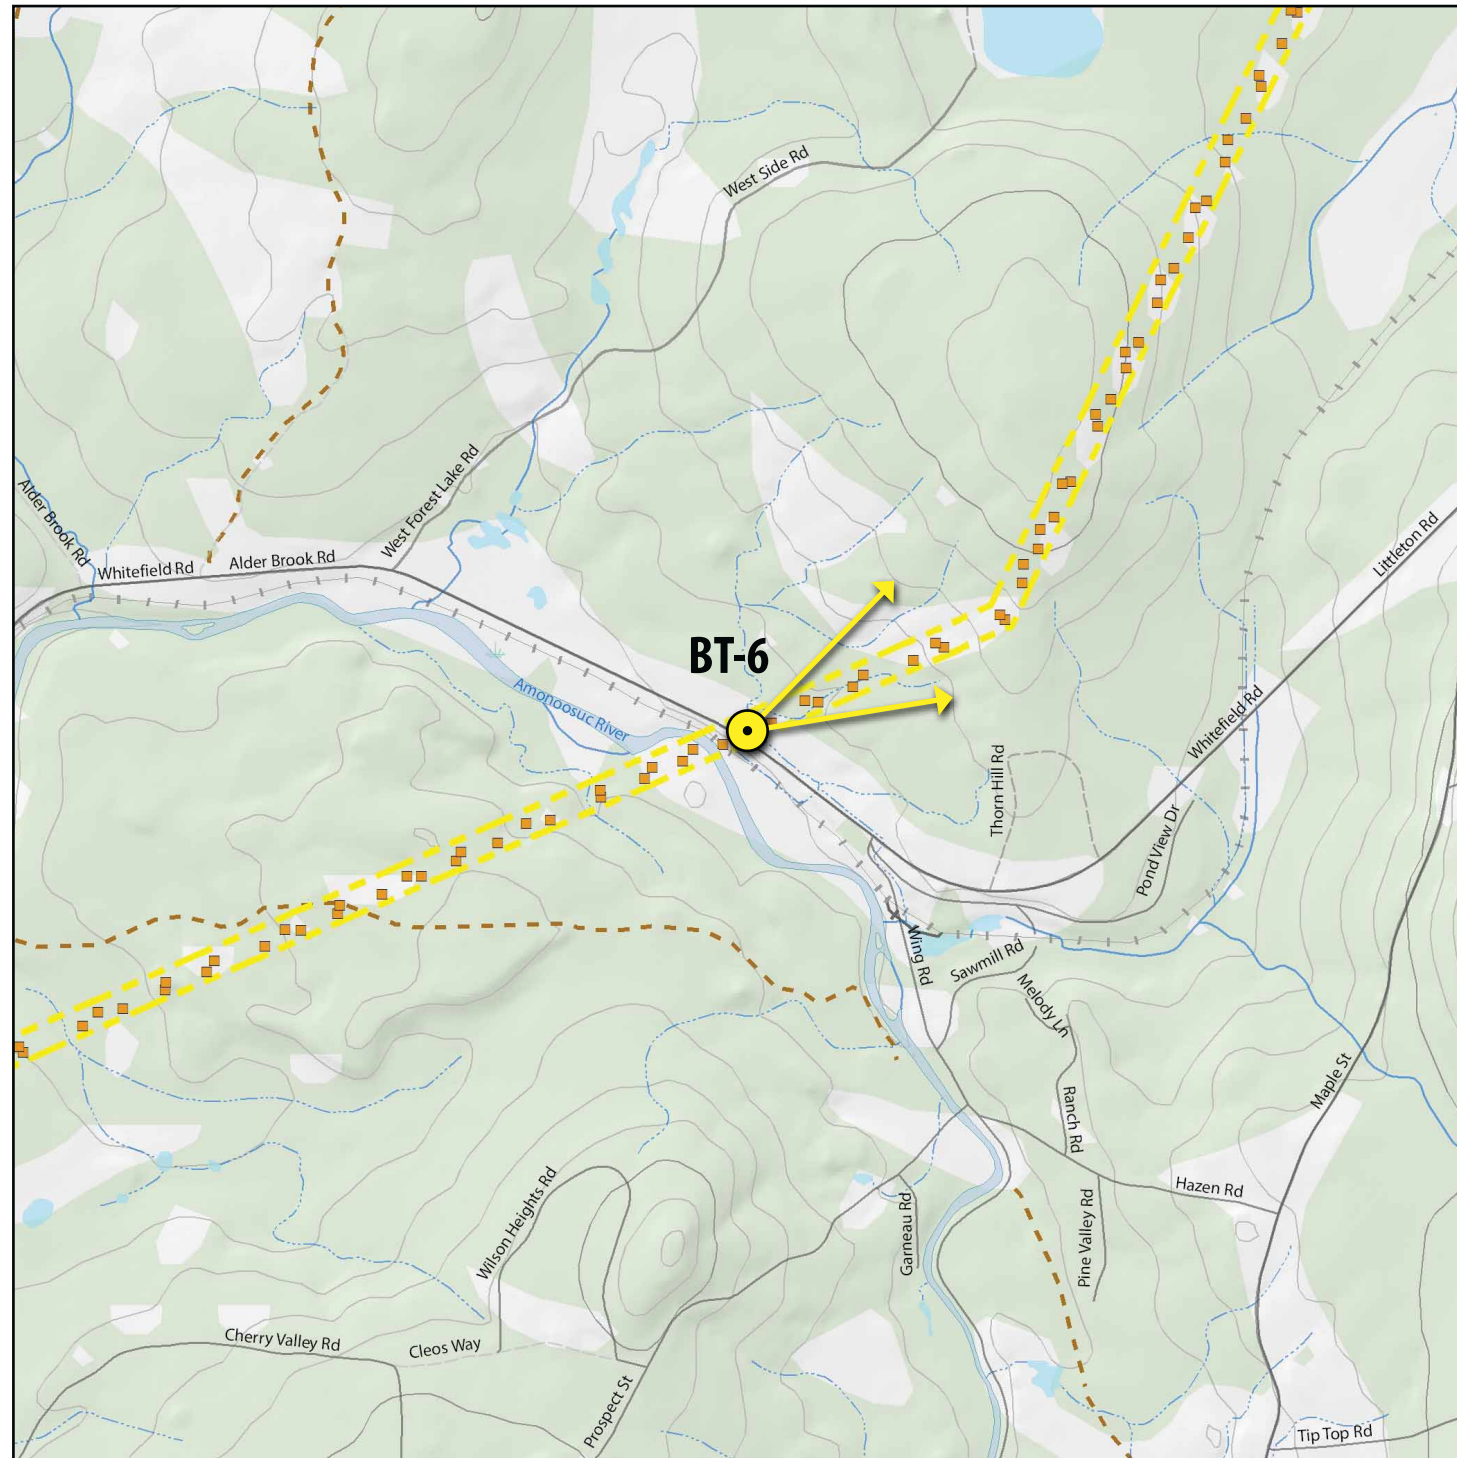 West Side Rd
Alder Brook Rd
West Forest Lake Rd
Whitefield Rd
Alder Brook Rd
Littleton Rd
BT-6
Amonoosuc River
Whitefield Rd
Thorn Hill Rd
Pond View Dr
Wing Rd
Sawmill Rd
Melody Ln
Maple St
Ranch Rd
Hazen Rd
Pine Valley Rd
Garneau Rd
Wilson Heights Rd
Cherry Valley Rd
Cleos Way
Prospect St
Tip Top Rd